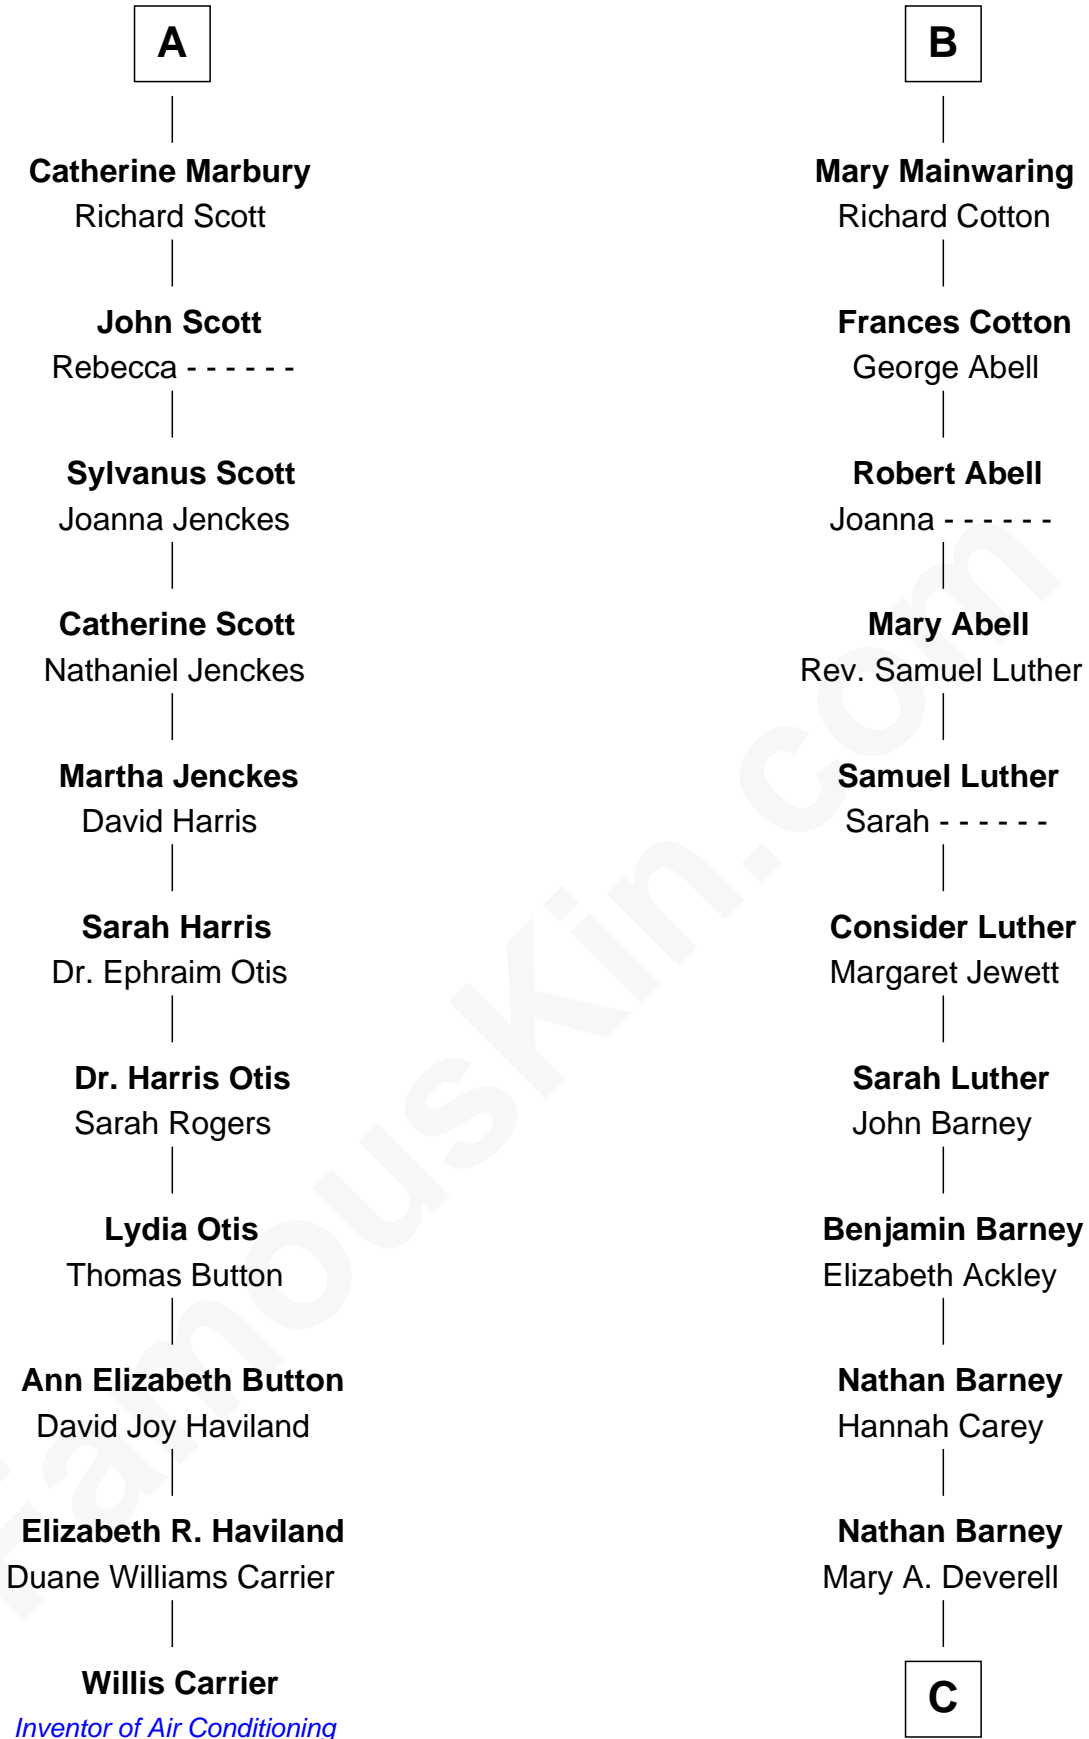 A
Catherine Marbury
Richard Scott
John Scott
Rebecca - - - - - -
Sylvanus Scott
Joanna Jenckes
Catherine Scott
Nathaniel Jenckes
Martha Jenckes
David Harris
Sarah Harris
Dr. Ephraim Otis
Dr. Harris Otis
Sarah Rogers
Lydia Otis
Thomas Button
Ann Elizabeth Button
David Joy Haviland
Elizabeth R. Haviland
Duane Williams Carrier
Willis Carrier
Inventor of Air Conditioning
B
Mary Mainwaring
Richard Cotton
Frances Cotton
George Abell
Robert Abell
Joanna - - - - - -
Mary Abell
Rev. Samuel Luther
Samuel Luther
Sarah - - - - - -
Consider Luther
Margaret Jewett
Sarah Luther
John Barney
Benjamin Barney
Elizabeth Ackley
Nathan Barney
Hannah Carey
Nathan Barney
Mary A. Deverell
C
FamousKin.com